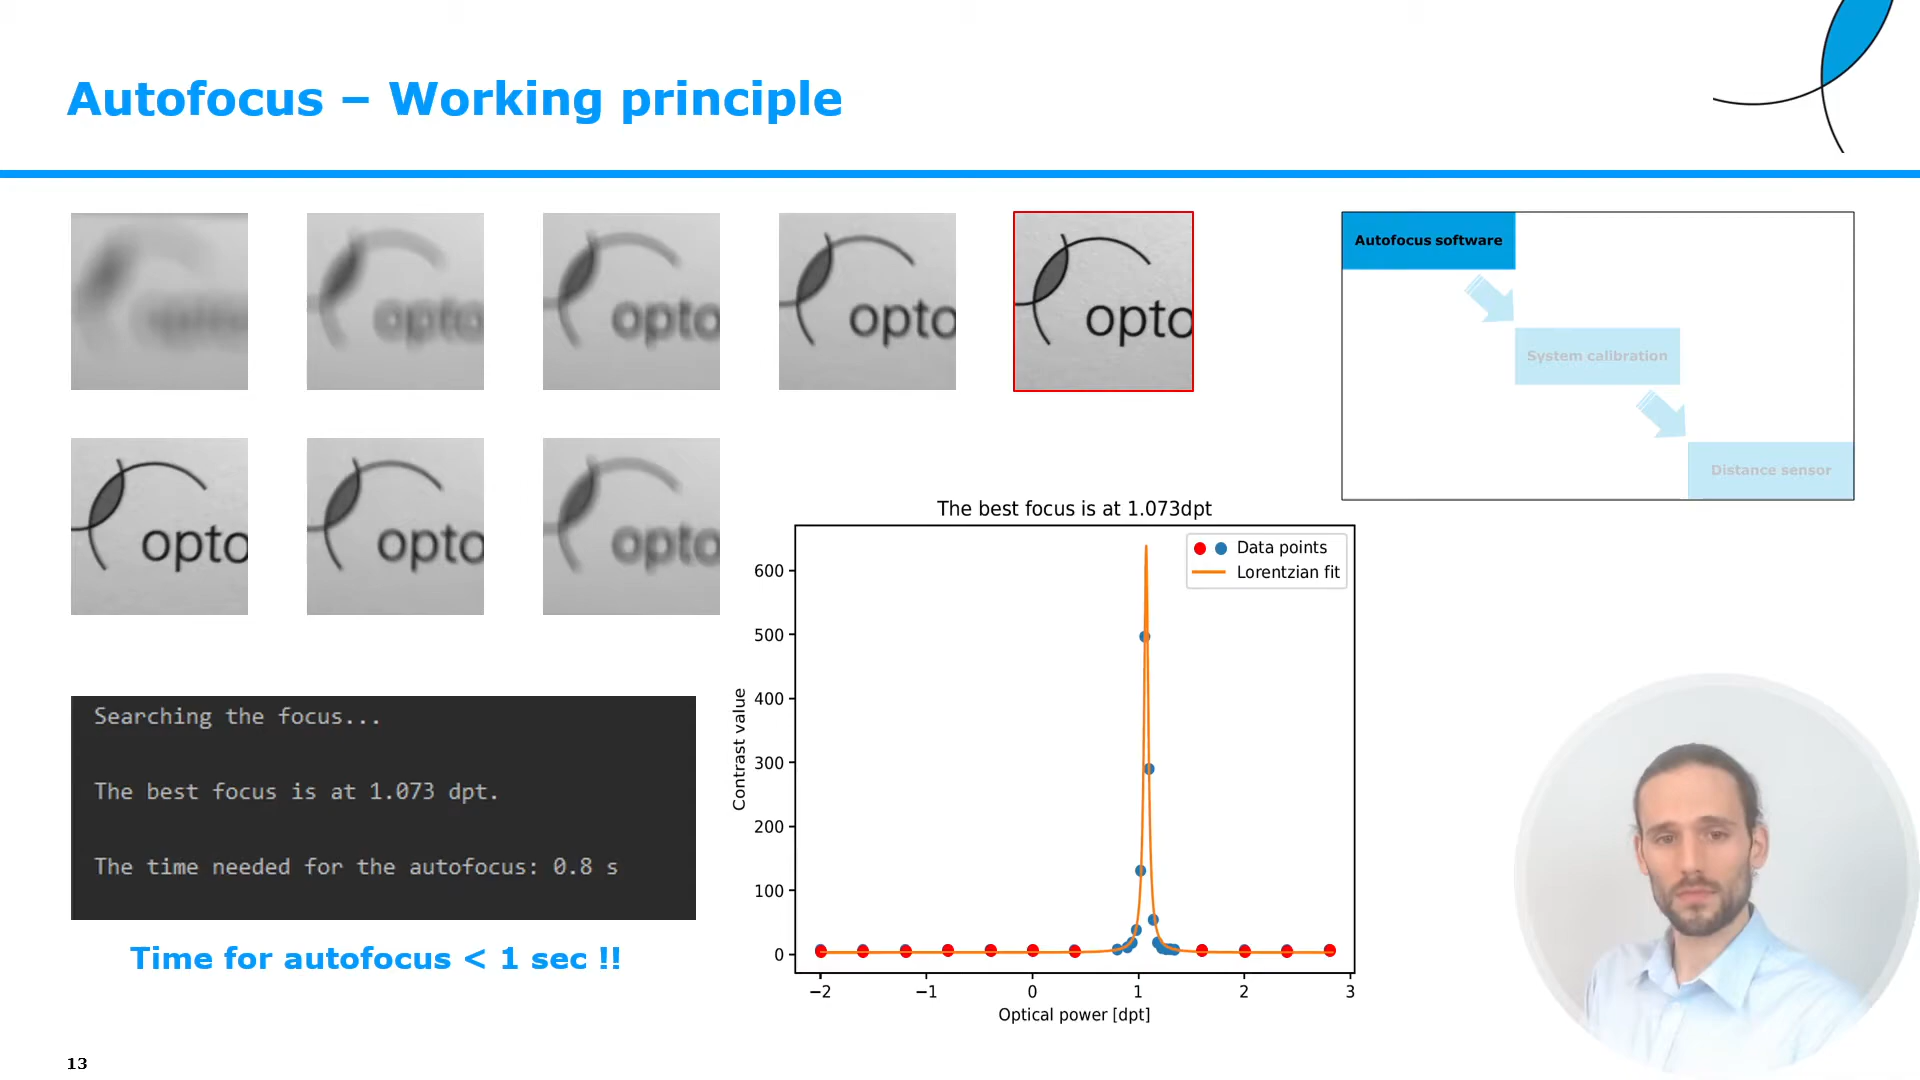 Autofocus – Working principle
opto
opto
opto
opto
opto
opto
opto
Autofocus software
System calibration
Distance sensor
Searching the focus...
The best focus is at 1.073 dpt.
The time needed for the autofocus: 0.8 s
Time for autofocus < 1 sec !!
The best focus is at 1.073dpt
Data points
Lorentzian fit
600
500
400
300
200
100
0
Contrast value
−2
−1
0
1
2
3
Optical power [dpt]
13